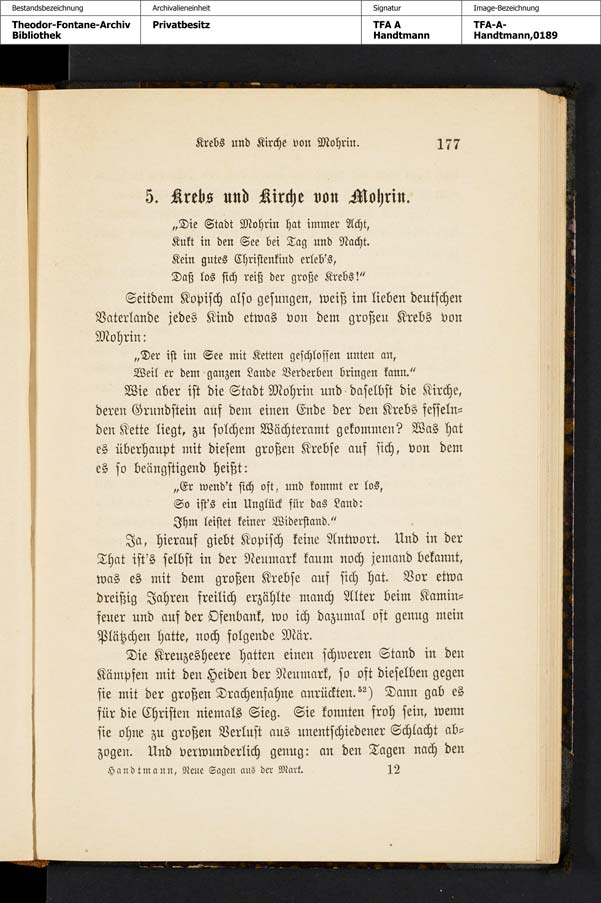 Bestandsbezeichnung Archivalieneinheit Signatur Image-Bezeichnung
Theodor-Fontane-Archiv Privatbesitz TFA A TFA-A-
Bibliothek Handtmann Handtmann,0189
Krebs und Kirche von Mohrin. 177
5. Krebs und Kirche von Mohrin.
„Die Stadt Mohrin hat immer Acht,
Kukt in den See bei Tag und Nacht.
Kein gutes Christenkind erleb's,
Daß los sich reiß der große Krebs!“
Seitdem Kopisch also gesungen, weiß im lieben deutschen
Vaterlande jedes Kind etwas von dem großen Krebs von
Mohrin:
„Der ist im See mit Ketten geschlossen unten an,
Weil er dem ganzen Lande Verderben bringen kann.“
Wie aber ist die Stadt Mohrin und daselbst die Kirche,
deren Grundstein auf dem einen Ende der den Krebs fesseln-
den Kette liegt, zu solchem Wächteramt gekommen? Was hat
es überhaupt mit diesem großen Krebse auf sich, von dem
es so beängstigend heißt:
„Er wend't sich oft, und kommt er los,
So ist's ein Unglück für das Land:
Ihm leistet keiner Widerstand.“
Ja, hierauf giebt Kopisch keine Antwort. Und in der
That ist's selbst in der Neumark kaum noch jemand bekannt,
was es mit dem großen Krebse auf sich hat. Vor etwa
dreißig Jahren freilich erzählte manch Alter beim Kamin-
feuer und auf der Ofenbank, wo ich dazumal oft genug mein
Plätzchen hatte, noch folgende Mär.
Die Kreuzesheere hatten einen schweren Stand in den
Kämpfen mit den Heiden der Neumark, so oft dieselben gegen
sie mit der großen Drachenfahne anrückten.⁵²) Dann gab es
für die Christen niemals Sieg. Sie konnten froh sein, wenn
sie ohne zu großen Verlust aus unentschiedener Schlacht ab-
zogen. Und verwunderlich genug: an den Tagen nach den
Handtmann, Neue Sagen aus der Mark. 12